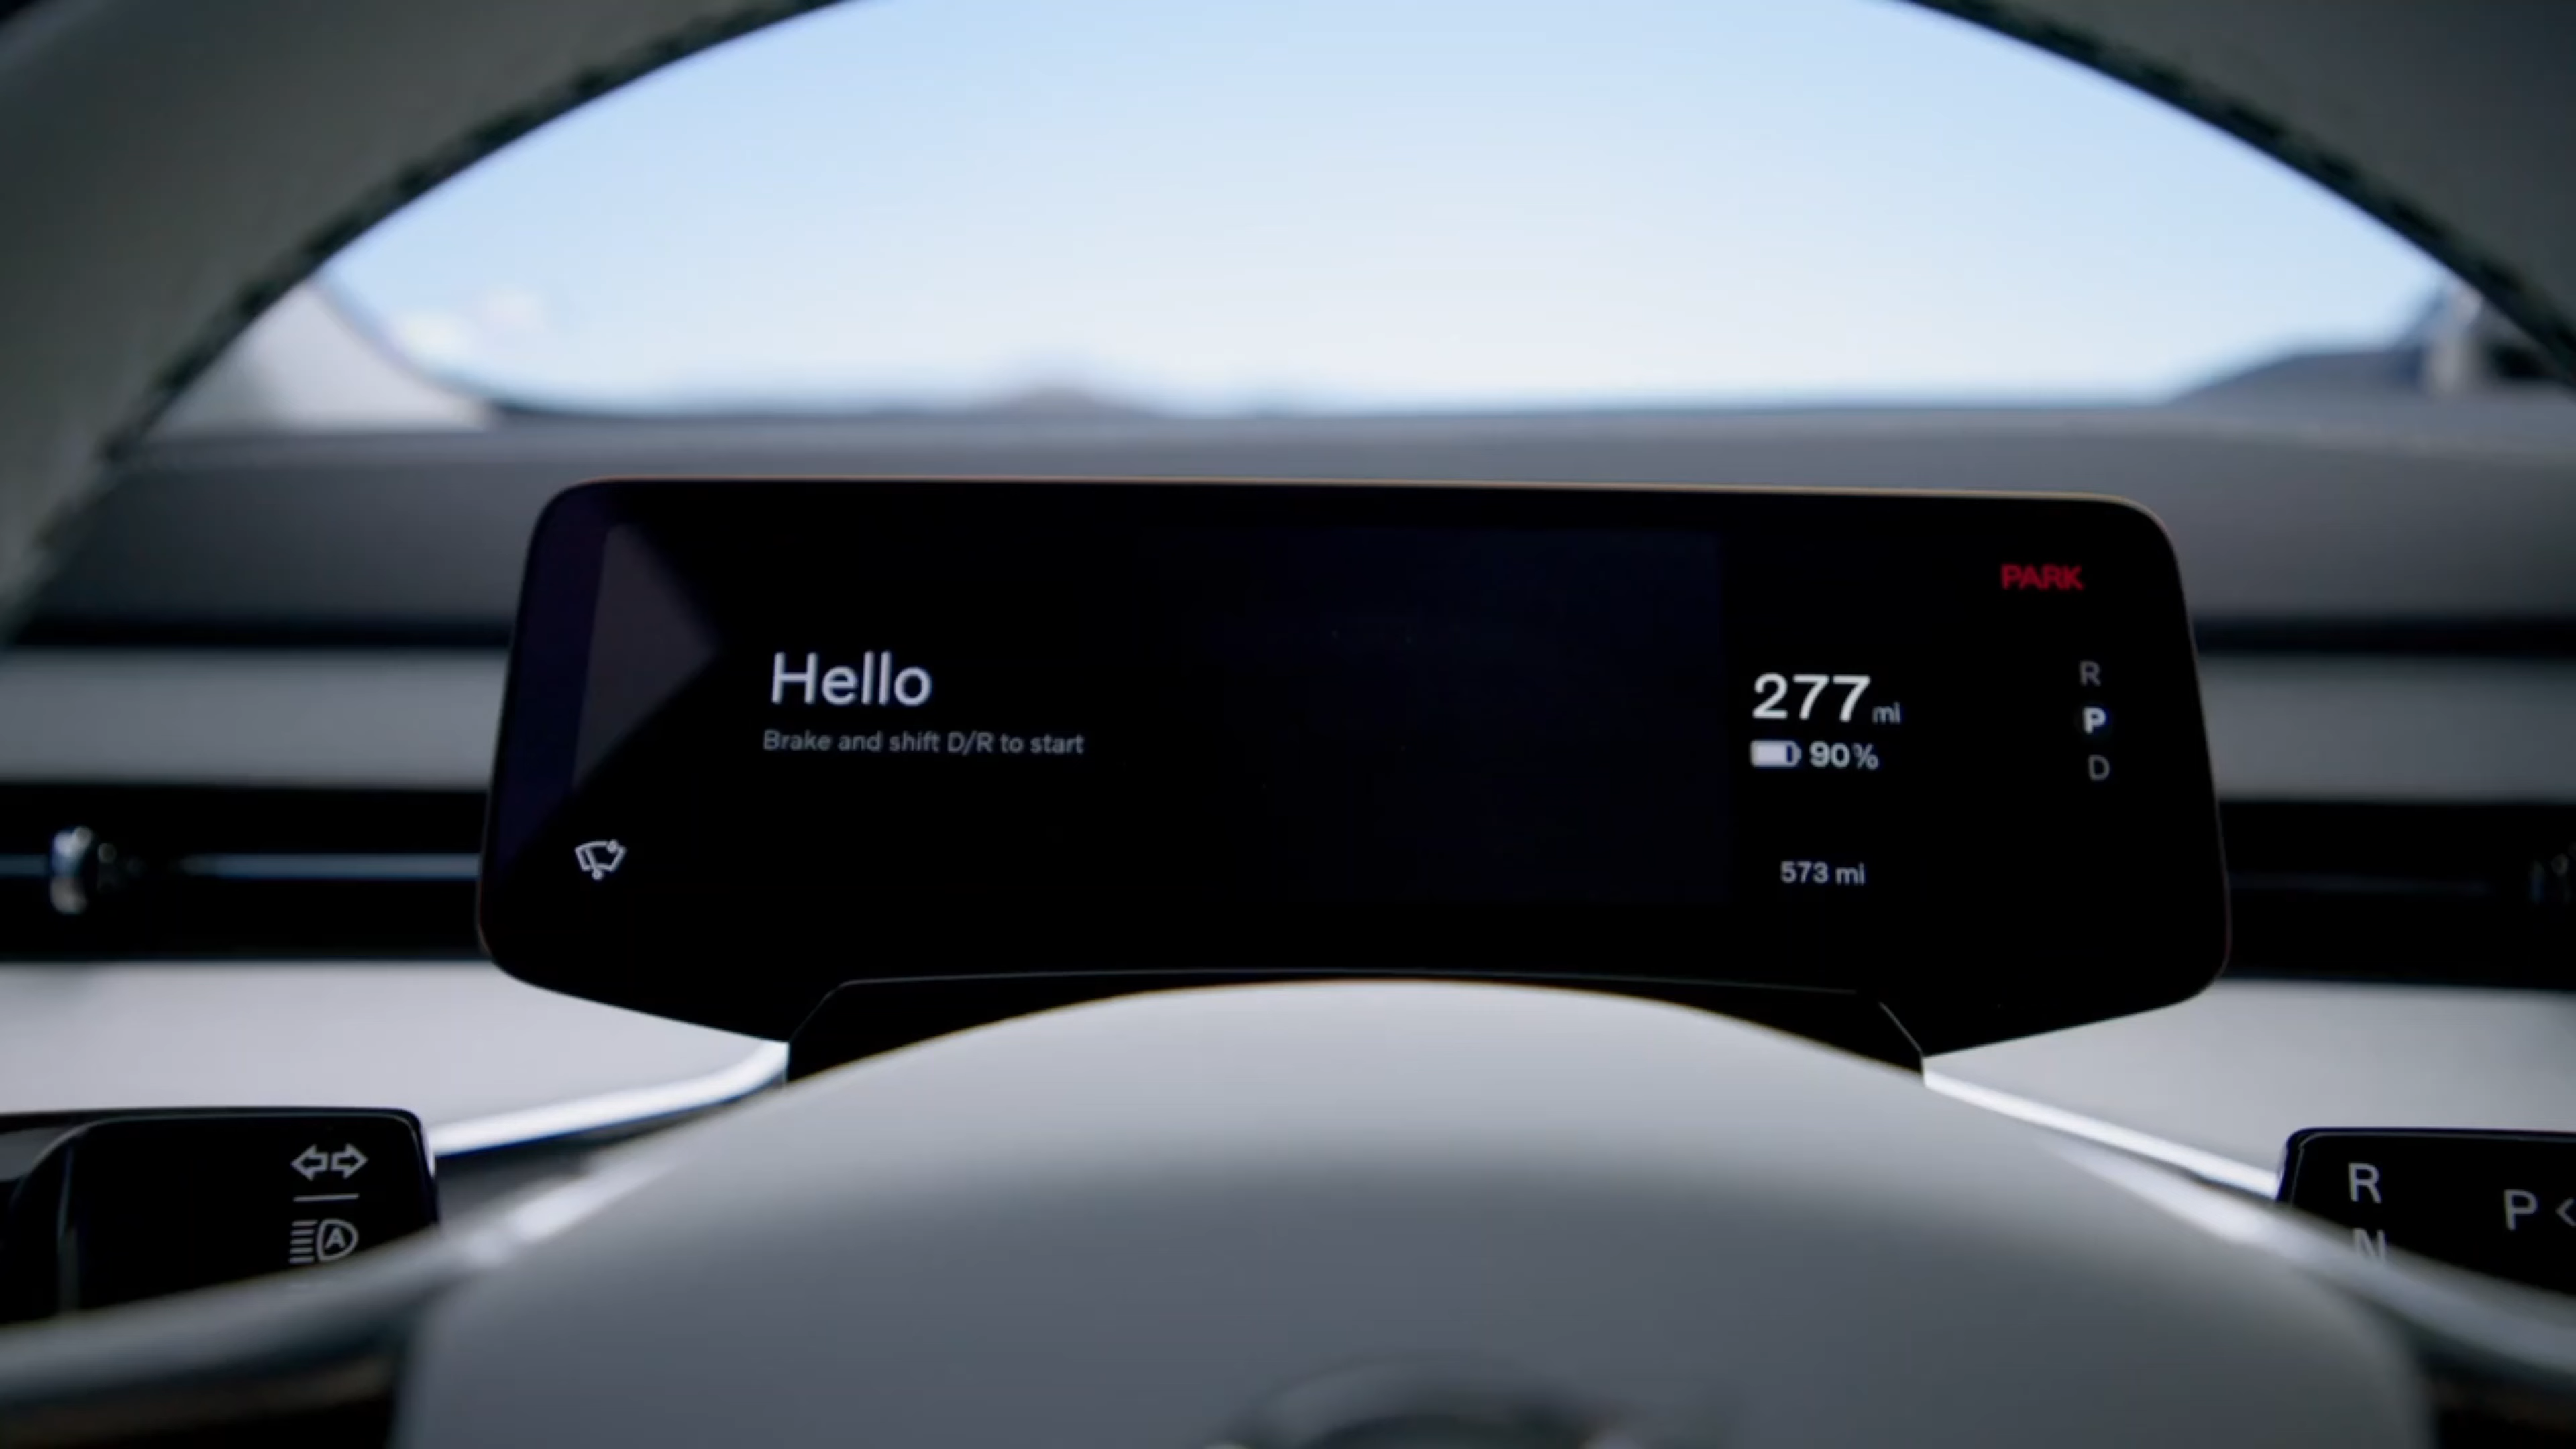 PARK
Hello
Brake and shift D/R to start
277 mi
90%
R
P
D
573 mi
A
R
N
P <